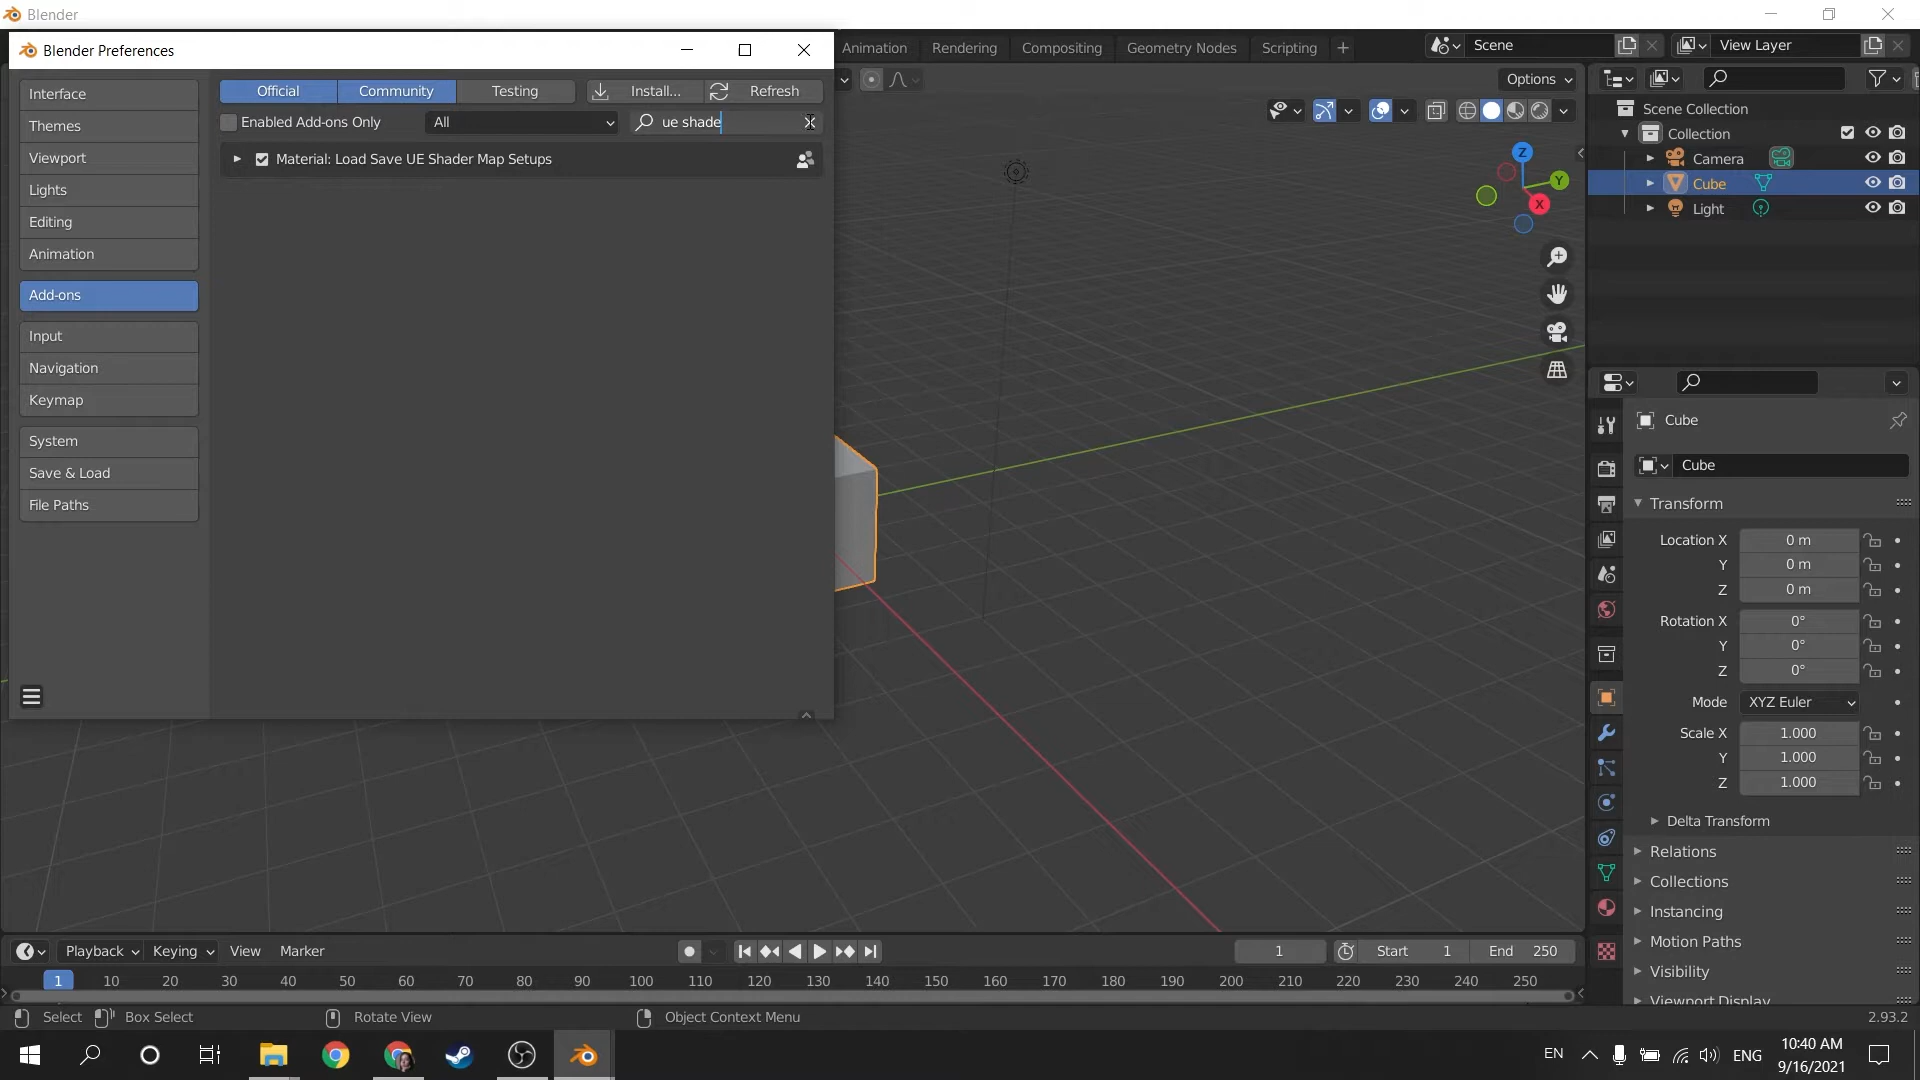 Blender
Blender Preferences
Animation
Rendering
Compositing
Geometry Nodes
Scripting
Scene
View Layer
Interface
Themes
Viewport
Lights
Editing
Animation
Add-ons
Input
Navigation
Keymap
System
Save & Load
File Paths
Official
Community
Testing
Install...
Refresh
Enabled Add-ons Only
All
ue shade
Material: Load Save UE Shader Map Setups
Options
Z
Y
X
Scene Collection
Collection
Camera
Cube
Light
Cube
Cube
Transform
Location X 0 m
Y 0 m
Z 0 m
Rotation X 0°
Y 0°
Z 0°
Mode XYZ Euler
Scale X 1.000
Y 1.000
Z 1.000
Delta Transform
Relations
Collections
Instancing
Motion Paths
Visibility
Viewport Display
Playback
Keying
View
Marker
1
Start 1
End 250
1 10 20 30 40 50 60 70 80 90 100 110 120 130 140 150 160 170 180 190 200 210 220 230 240 250
Select
Box Select
Rotate View
Object Context Menu
2.93.2
EN
ENG
10:40 AM
9/16/2021